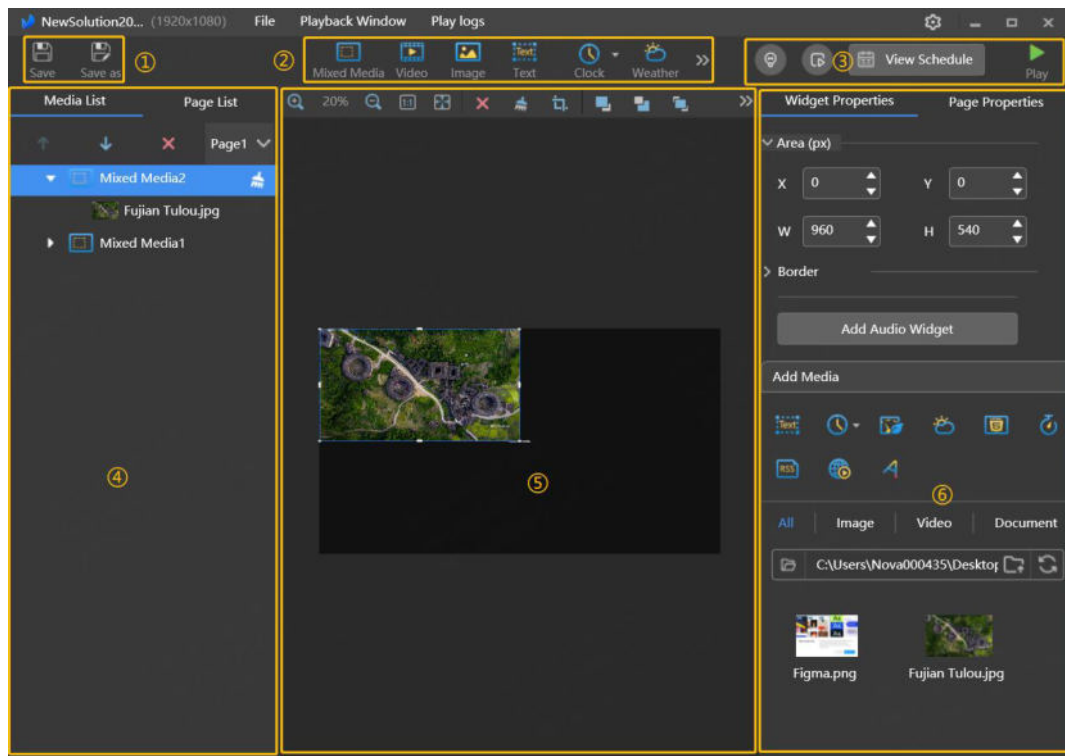 NewSolution20... (1920x1080) File Playback Window Play logs
Save Save as ①
② Mixed Media Video Image Text Clock Weather
③ View Schedule Play
Media List Page List
Page1
Mixed Media2
Fujian Tulou.jpg
Mixed Media1
④
20% 1:1
⑤
Widget Properties Page Properties
Area (px)
X 0 Y 0
W 960 H 540
Border
Add Audio Widget
Add Media
Text
RSS
⑥
All Image Video Document
C:\Users\Nova000435\Desktop
Figma.png Fujian Tulou.jpg